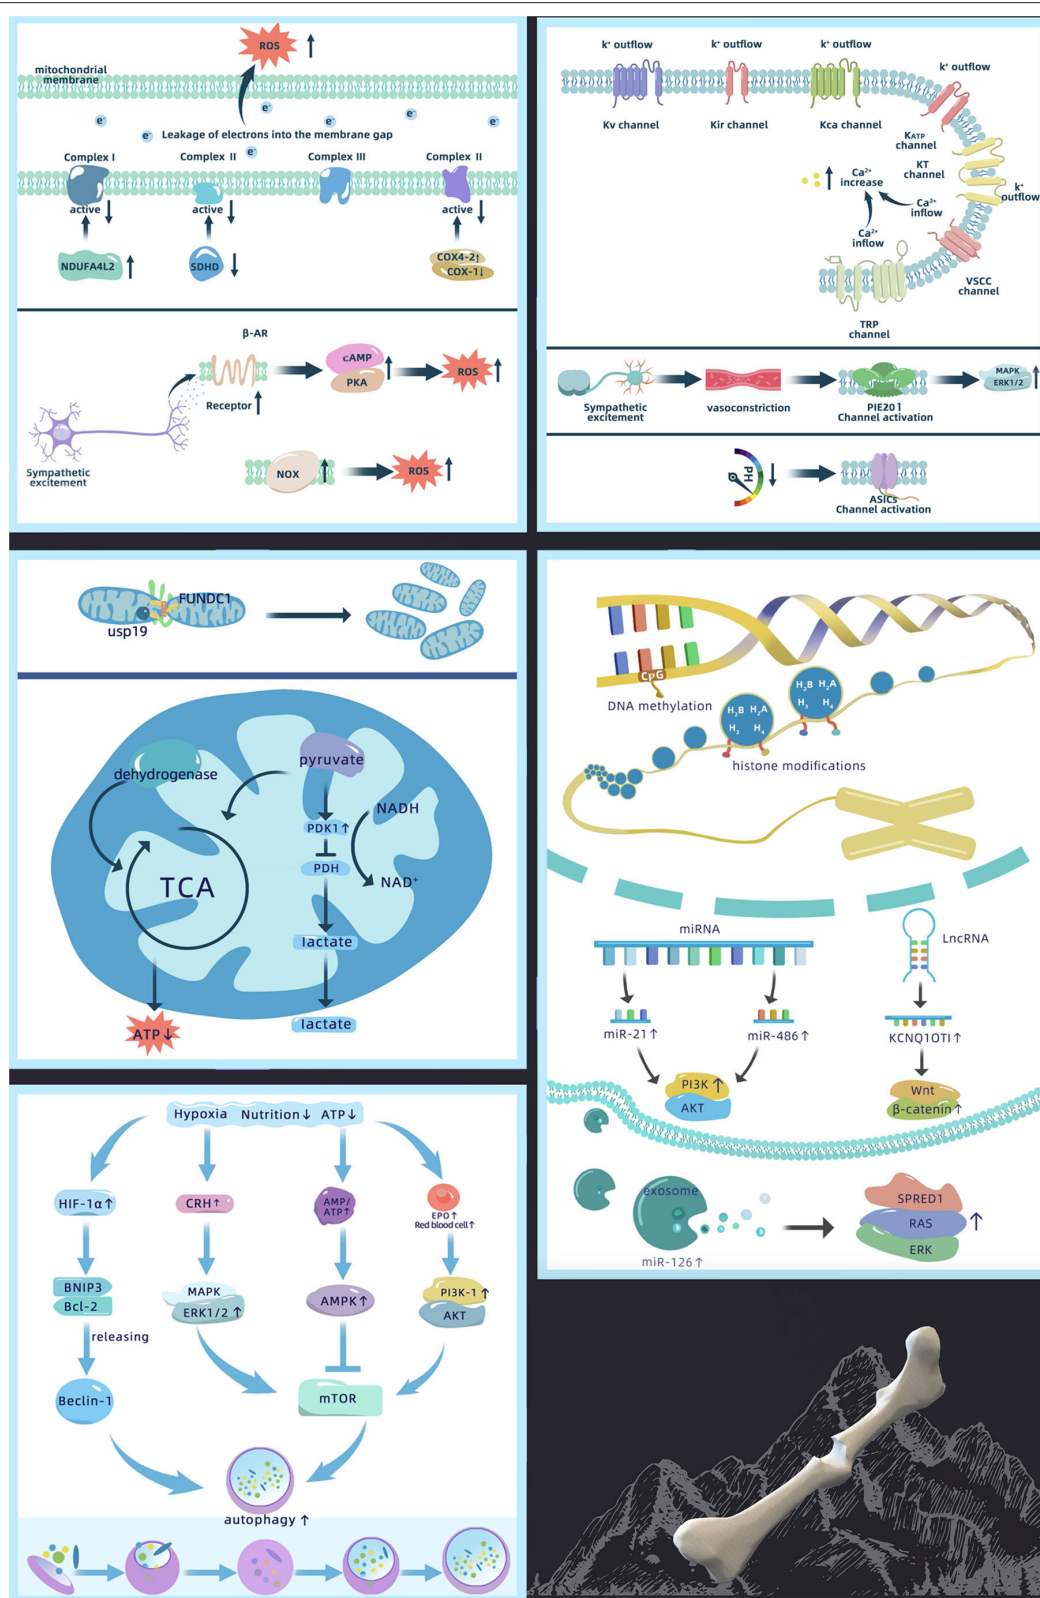 ROS
mitochondrial
membrane
e⁻
e⁻
e⁻
e⁻
e⁻
e⁻
Leakage of electrons into the membrane gap
e⁻
Complex I
Complex II
Complex III
Complex II
active
active
active
NDUFA4L2
SDHD
COX4-2↑
COX-1↓
β-AR
cAMP
PKA
ROS
Receptor
Sympathetic
excitement
NOX
ROS
k⁺ outflow
k⁺ outflow
k⁺ outflow
k⁺ outflow
Kv channel
Kir channel
Kca channel
KATP
channel
KT
channel
k⁺
outflow
Ca²⁺
increase
Ca²⁺
inflow
Ca²⁺
inflow
VSCC
channel
TRP
channel
Sympathetic
excitement
vasoconstriction
PIE20 1
Channel activation
MAPK
ERK1/2
PH
ASICs
Channel activation
FUNDC1
usp19
dehydrogenase
pyruvate
NADH
PDK1↑
PDH
NAD⁺
TCA
lactate
lactate
ATP↓
CpG
DNA methylation
H₂B H₂A
H₃ H₄
H₂B H₂A
H₃ H₄
histone modifications
miRNA
LncRNA
miR-21↑
miR-486↑
KCNQ1OTI↑
PI3K ↑
AKT
Wnt
β-catenin↑
exosome
miR-126↑
SPRED1
RAS
ERK
Hypoxia Nutrition↓ ATP↓
HIF-1α↑
CRH↑
AMP/
ATP↑
EPO↑
Red blood cell↑
BNIP3
Bcl-2
MAPK
ERK1/2 ↑
AMPK↑
PI3K-1 ↑
AKT
releasing
Beclin-1
mTOR
autophagy ↑